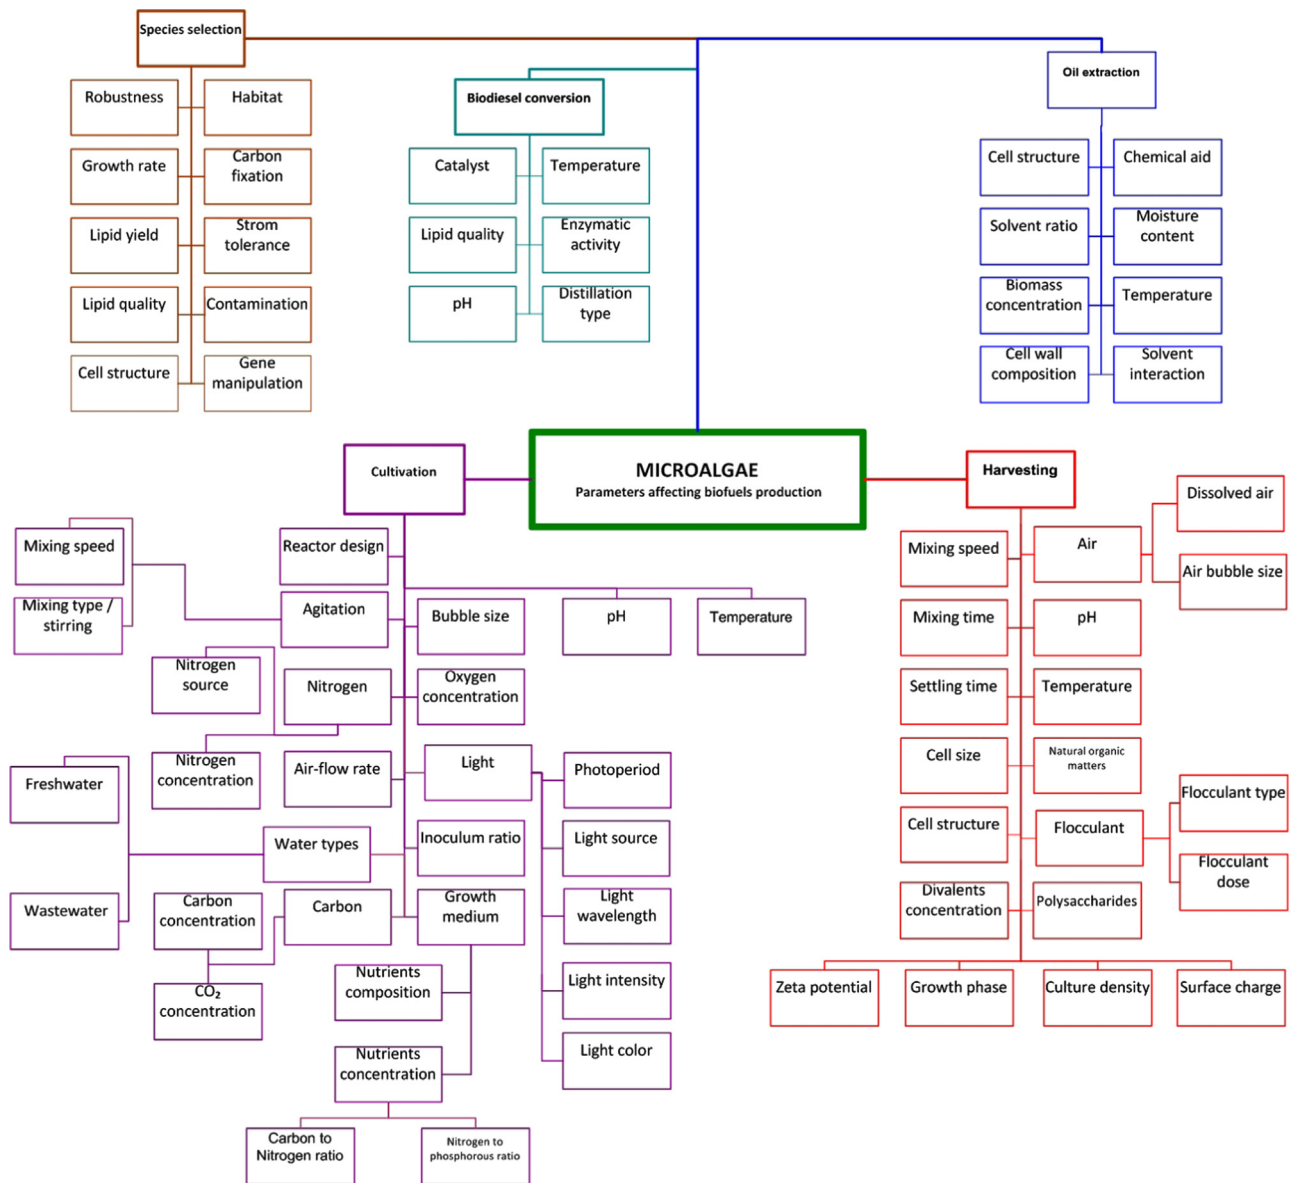 Species selection
Robustness
Habitat
Growth rate
Carbon
fixation
Lipid yield
Strom
tolerance
Lipid quality
Contamination
Cell structure
Gene
manipulation
Biodiesel conversion
Catalyst
Temperature
Lipid quality
Enzymatic
activity
pH
Distillation
type
Oil extraction
Cell structure
Chemical aid
Solvent ratio
Moisture
content
Biomass
concentration
Temperature
Cell wall
composition
Solvent
interaction
MICROALGAE
Parameters affecting biofuels production
Cultivation
Reactor design
Mixing speed
Mixing type /
stirring
Agitation
Bubble size
pH
Temperature
Nitrogen
source
Nitrogen
Oxygen
concentration
Nitrogen
concentration
Air-flow rate
Light
Photoperiod
Freshwater
Water types
Inoculum ratio
Light source
Wastewater
Carbon
concentration
Carbon
Growth
medium
Light
wavelength
CO₂
concentration
Nutrients
composition
Light intensity
Nutrients
concentration
Light color
Carbon to
Nitrogen ratio
Nitrogen to
phosphorous ratio
Harvesting
Dissolved air
Mixing speed
Air
Air bubble size
Mixing time
pH
Settling time
Temperature
Cell size
Natural organic
matters
Flocculant type
Cell structure
Flocculant
Flocculant
dose
Divalents
concentration
Polysaccharides
Zeta potential
Growth phase
Culture density
Surface charge